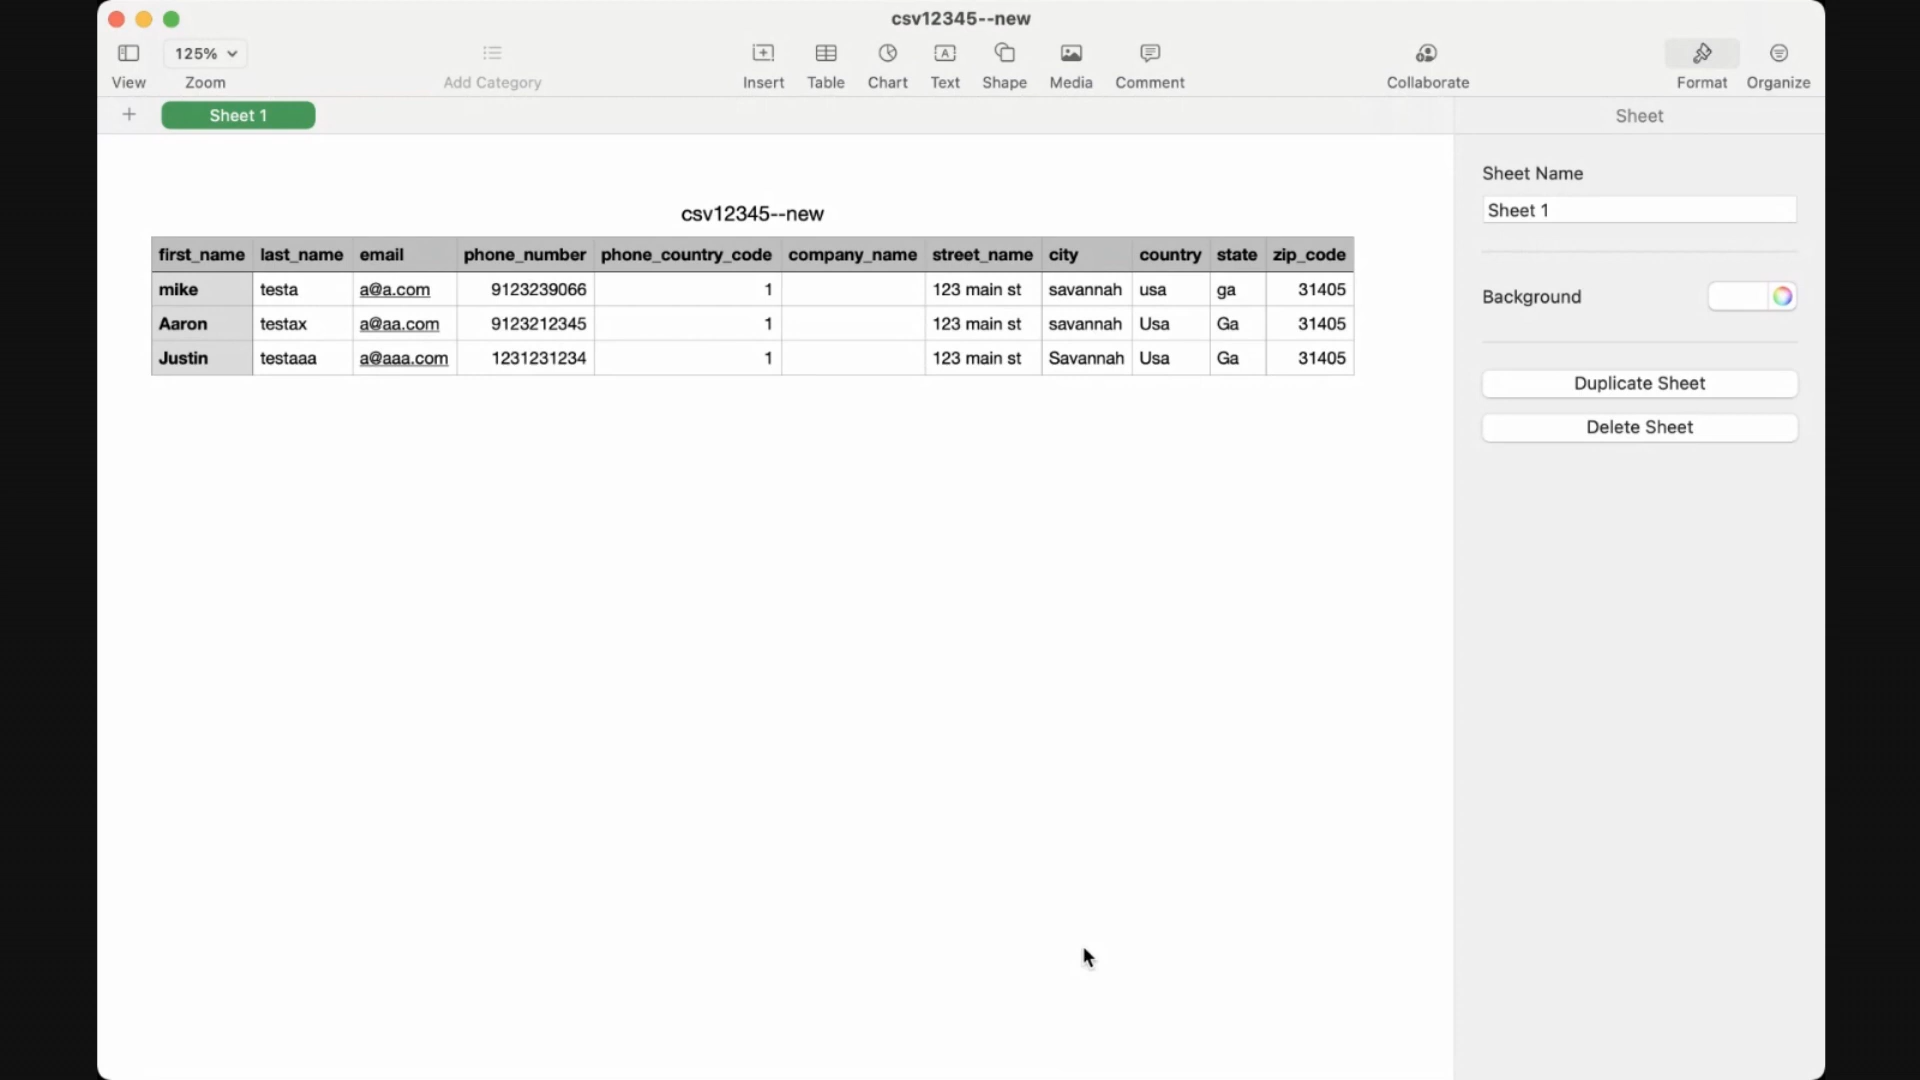 csv12345--new
125%
View Zoom Add Category Insert Table Chart Text Shape Media Comment Collaborate Format Organize
Sheet 1
Sheet
Sheet Name
Sheet 1
Background
Duplicate Sheet
Delete Sheet
csv12345--new
first_name last_name email phone_number phone_country_code company_name street_name city country state zip_code
mike testa a@a.com 9123239066 1 123 main st savannah usa ga 31405
Aaron testax a@aa.com 9123212345 1 123 main st savannah Usa Ga 31405
Justin testaaa a@aaa.com 1231231234 1 123 main st Savannah Usa Ga 31405